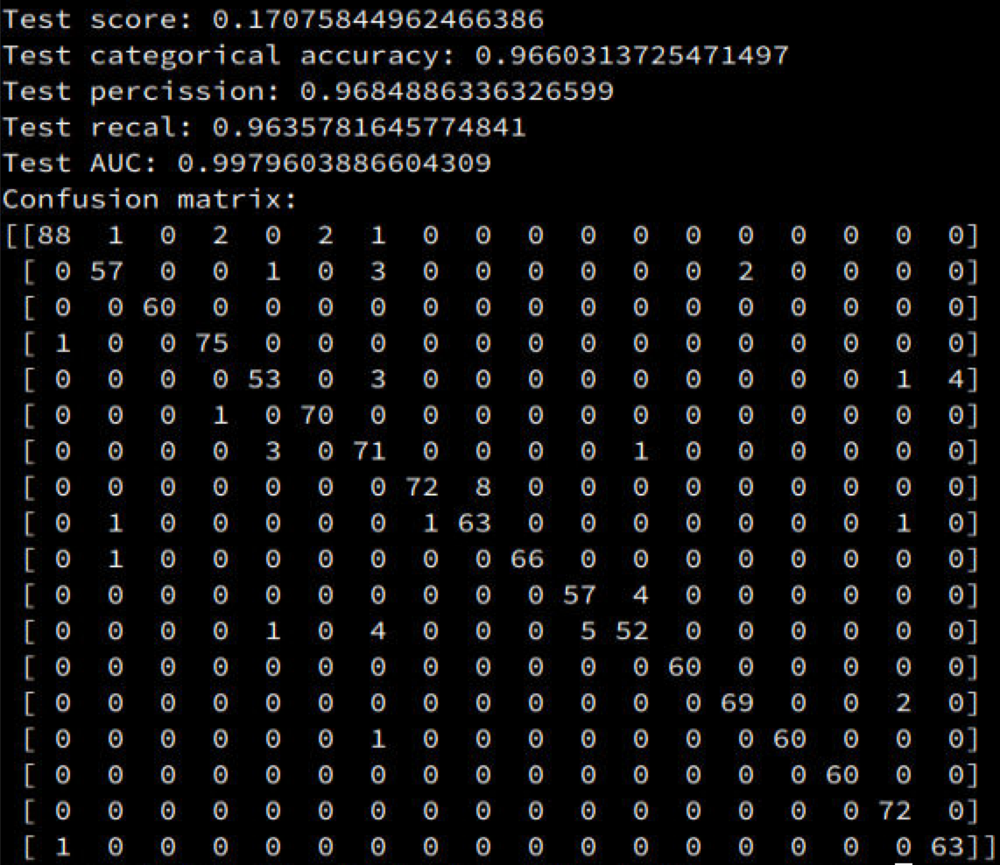 Test score: 0.17075844962466386
Test categorical accuracy: 0.9660313725471497
Test percission: 0.9684886336326599
Test recal: 0.9635781645774841
Test AUC: 0.9979603886604309
Confusion matrix:
[[88  1  0  2  0  2  1  0  0  0  0  0  0  0  0  0  0  0]
 [ 0 57  0  0  1  0  3  0  0  0  0  0  0  2  0  0  0  0]
 [ 0  0 60  0  0  0  0  0  0  0  0  0  0  0  0  0  0  0]
 [ 1  0  0 75  0  0  0  0  0  0  0  0  0  0  0  0  0  0]
 [ 0  0  0  0 53  0  3  0  0  0  0  0  0  0  0  0  1  4]
 [ 0  0  0  1  0 70  0  0  0  0  0  0  0  0  0  0  0  0]
 [ 0  0  0  0  3  0 71  0  0  0  0  1  0  0  0  0  0  0]
 [ 0  0  0  0  0  0  0 72  8  0  0  0  0  0  0  0  0  0]
 [ 0  1  0  0  0  0  0  1 63  0  0  0  0  0  0  0  1  0]
 [ 0  1  0  0  0  0  0  0  0 66  0  0  0  0  0  0  0  0]
 [ 0  0  0  0  0  0  0  0  0  0 57  4  0  0  0  0  0  0]
 [ 0  0  0  0  1  0  4  0  0  0  5 52  0  0  0  0  0  0]
 [ 0  0  0  0  0  0  0  0  0  0  0  0 60  0  0  0  0  0]
 [ 0  0  0  0  0  0  0  0  0  0  0  0  0 69  0  0  2  0]
 [ 0  0  0  0  0  0  1  0  0  0  0  0  0  0 60  0  0  0]
 [ 0  0  0  0  0  0  0  0  0  0  0  0  0  0  0 60  0  0]
 [ 0  0  0  0  0  0  0  0  0  0  0  0  0  0  0  0 72  0]
 [ 1  0  0  0  0  0  0  0  0  0  0  0  0  0  0  0  0 63]]